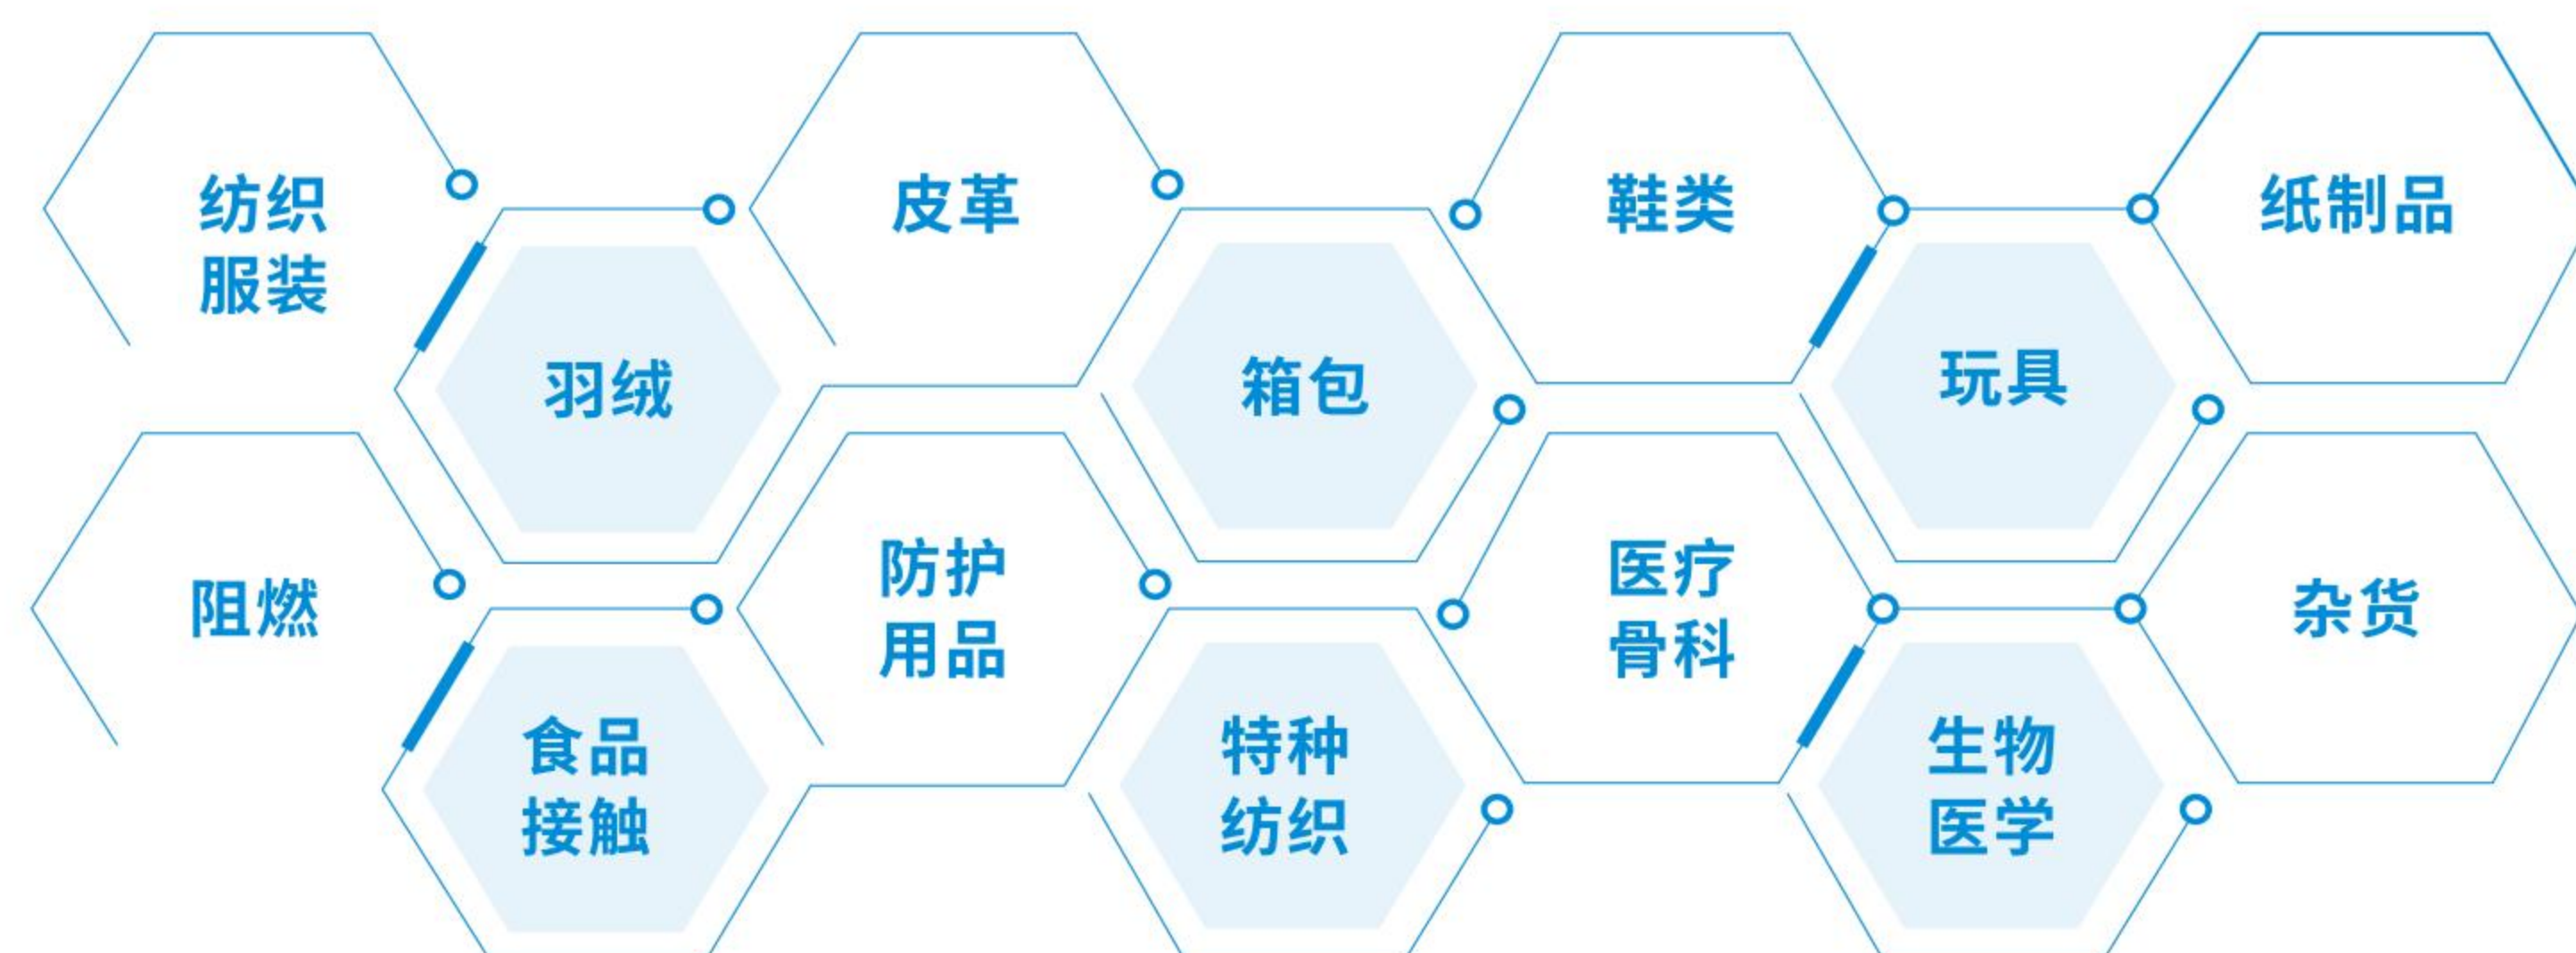 纺织
服装
羽绒
皮革
箱包
鞋类
玩具
纸制品
阻燃
食品
接触
防护
用品
特种
纺织
医疗
骨科
生物
医学
杂货